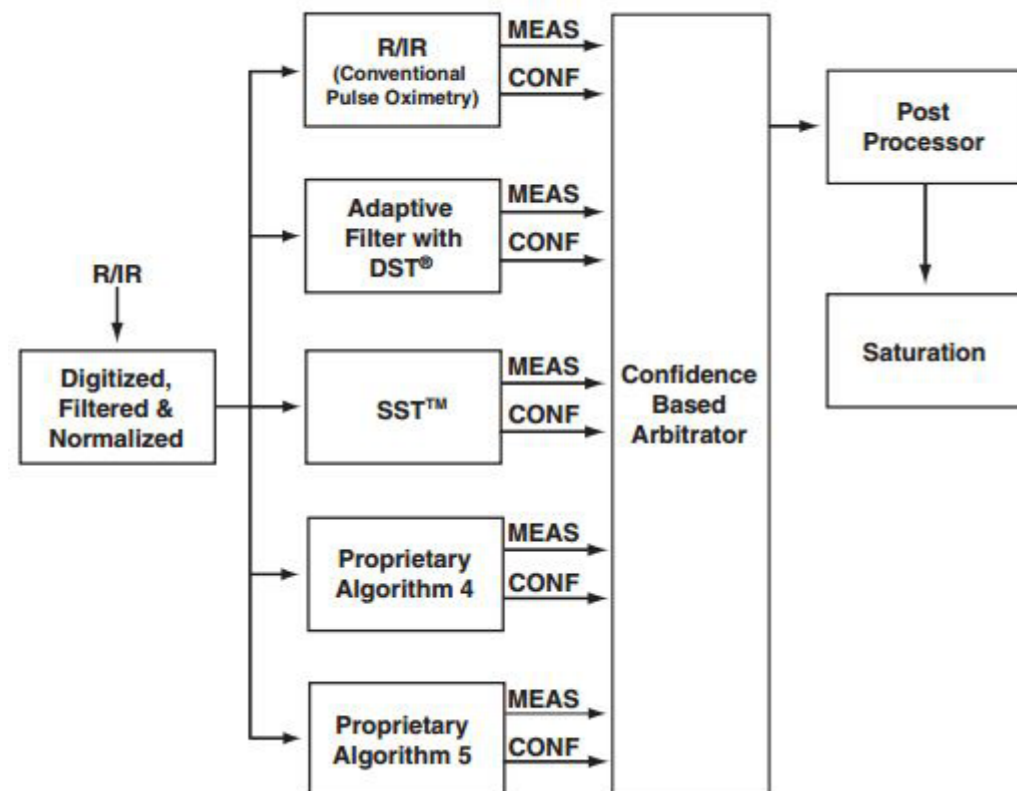 R/IR
Digitized,
Filtered &
Normalized
R/IR
(Conventional
Pulse Oximetry)
MEAS
CONF
Adaptive
Filter with
DST®
MEAS
CONF
SST™
MEAS
CONF
Proprietary
Algorithm 4
MEAS
CONF
Proprietary
Algorithm 5
MEAS
CONF
Confidence
Based
Arbitrator
Post
Processor
Saturation